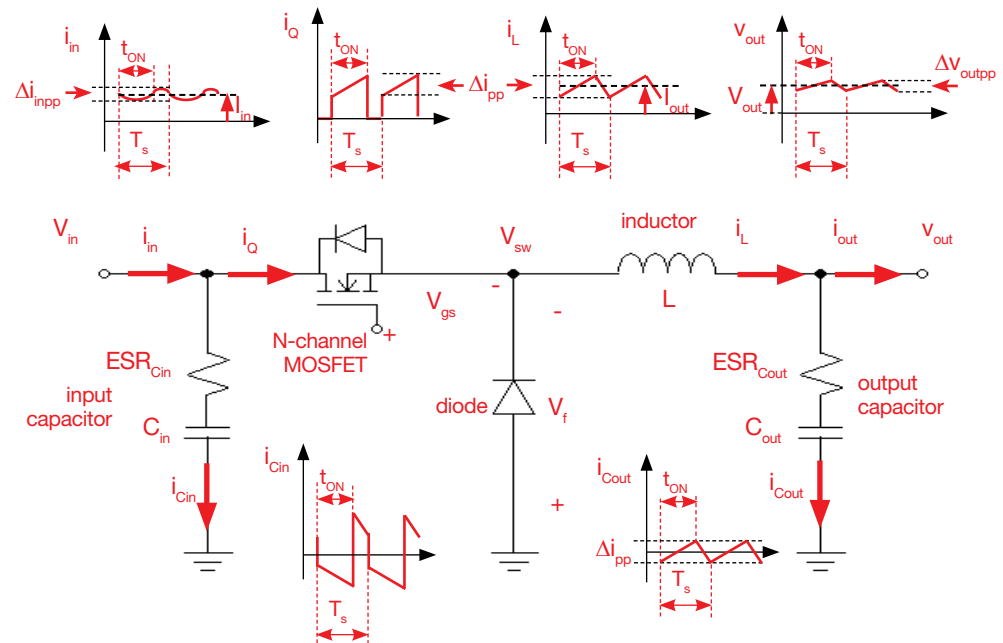 i_in
t_ON
Δi_inpp
I_in
T_s
i_Q
t_ON
Δi_pp
T_s
i_L
t_ON
I_out
T_s
v_out
t_ON
Δv_outpp
V_out
T_s
V_in
i_in
i_Q
V_sw
inductor
i_L
i_out
v_out
L
V_gs
-
-
+
N-channel
MOSFET
ESR_Cin
input
capacitor
C_in
i_Cin
diode
V_f
+
ESR_Cout
output
capacitor
C_out
i_Cout
i_Cin
t_ON
T_s
i_Cout
t_ON
Δi_pp
T_s